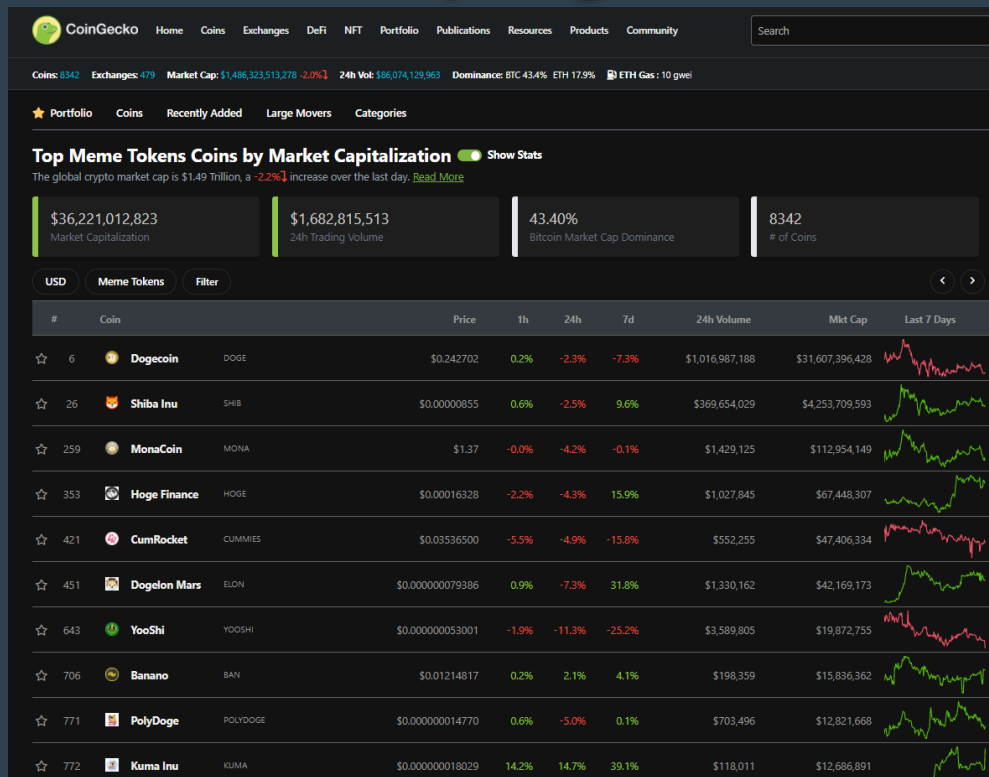 CoinGecko Home Coins Exchanges DeFi NFT Portfolio Publications Resources Products Community Search
Coins: 8342 Exchanges: 479 Market Cap: $1,486,323,513,278 -2.0% 24h Vol: $86,074,129,963 Dominance: BTC 43.4% ETH 17.9% ETH Gas : 10 gwei
Portfolio Coins Recently Added Large Movers Categories
Top Meme Tokens Coins by Market Capitalization Show Stats
The global crypto market cap is $1.49 Trillion, a -2.2% increase over the last day. Read More
$36,221,012,823 $1,682,815,513 43.40% 8342
Market Capitalization 24h Trading Volume Bitcoin Market Cap Dominance # of Coins
USD Meme Tokens Filter
# Coin Price 1h 24h 7d 24h Volume Mkt Cap Last 7 Days
6 Dogecoin DOGE $0.242702 0.2% -2.3% -7.3% $1,016,987,188 $31,607,396,428
26 Shiba Inu SHIB $0.00000855 0.6% -2.5% 9.6% $369,654,029 $4,253,709,593
259 MonaCoin MONA $1.37 -0.0% -4.2% -0.1% $1,429,125 $112,954,149
353 Hoge Finance HOGE $0.00016328 -2.2% -4.3% 15.9% $1,027,845 $67,448,307
421 CumRocket CUMMIES $0.03536500 -5.5% -4.9% -15.8% $552,255 $47,406,334
451 Dogelon Mars ELON $0.000000079386 0.9% -7.3% 31.8% $1,330,162 $42,169,173
643 YooShi YOOSHI $0.000000053001 -1.9% -11.3% -25.2% $3,589,805 $19,872,755
706 Banano BAN $0.01214817 0.2% 2.1% 4.1% $198,359 $15,836,362
771 PolyDoge POLYDOGE $0.000000014770 0.6% -5.0% 0.1% $703,496 $12,821,668
772 Kuma Inu KUMA $0.000000018029 14.2% 14.7% 39.1% $118,011 $12,686,891